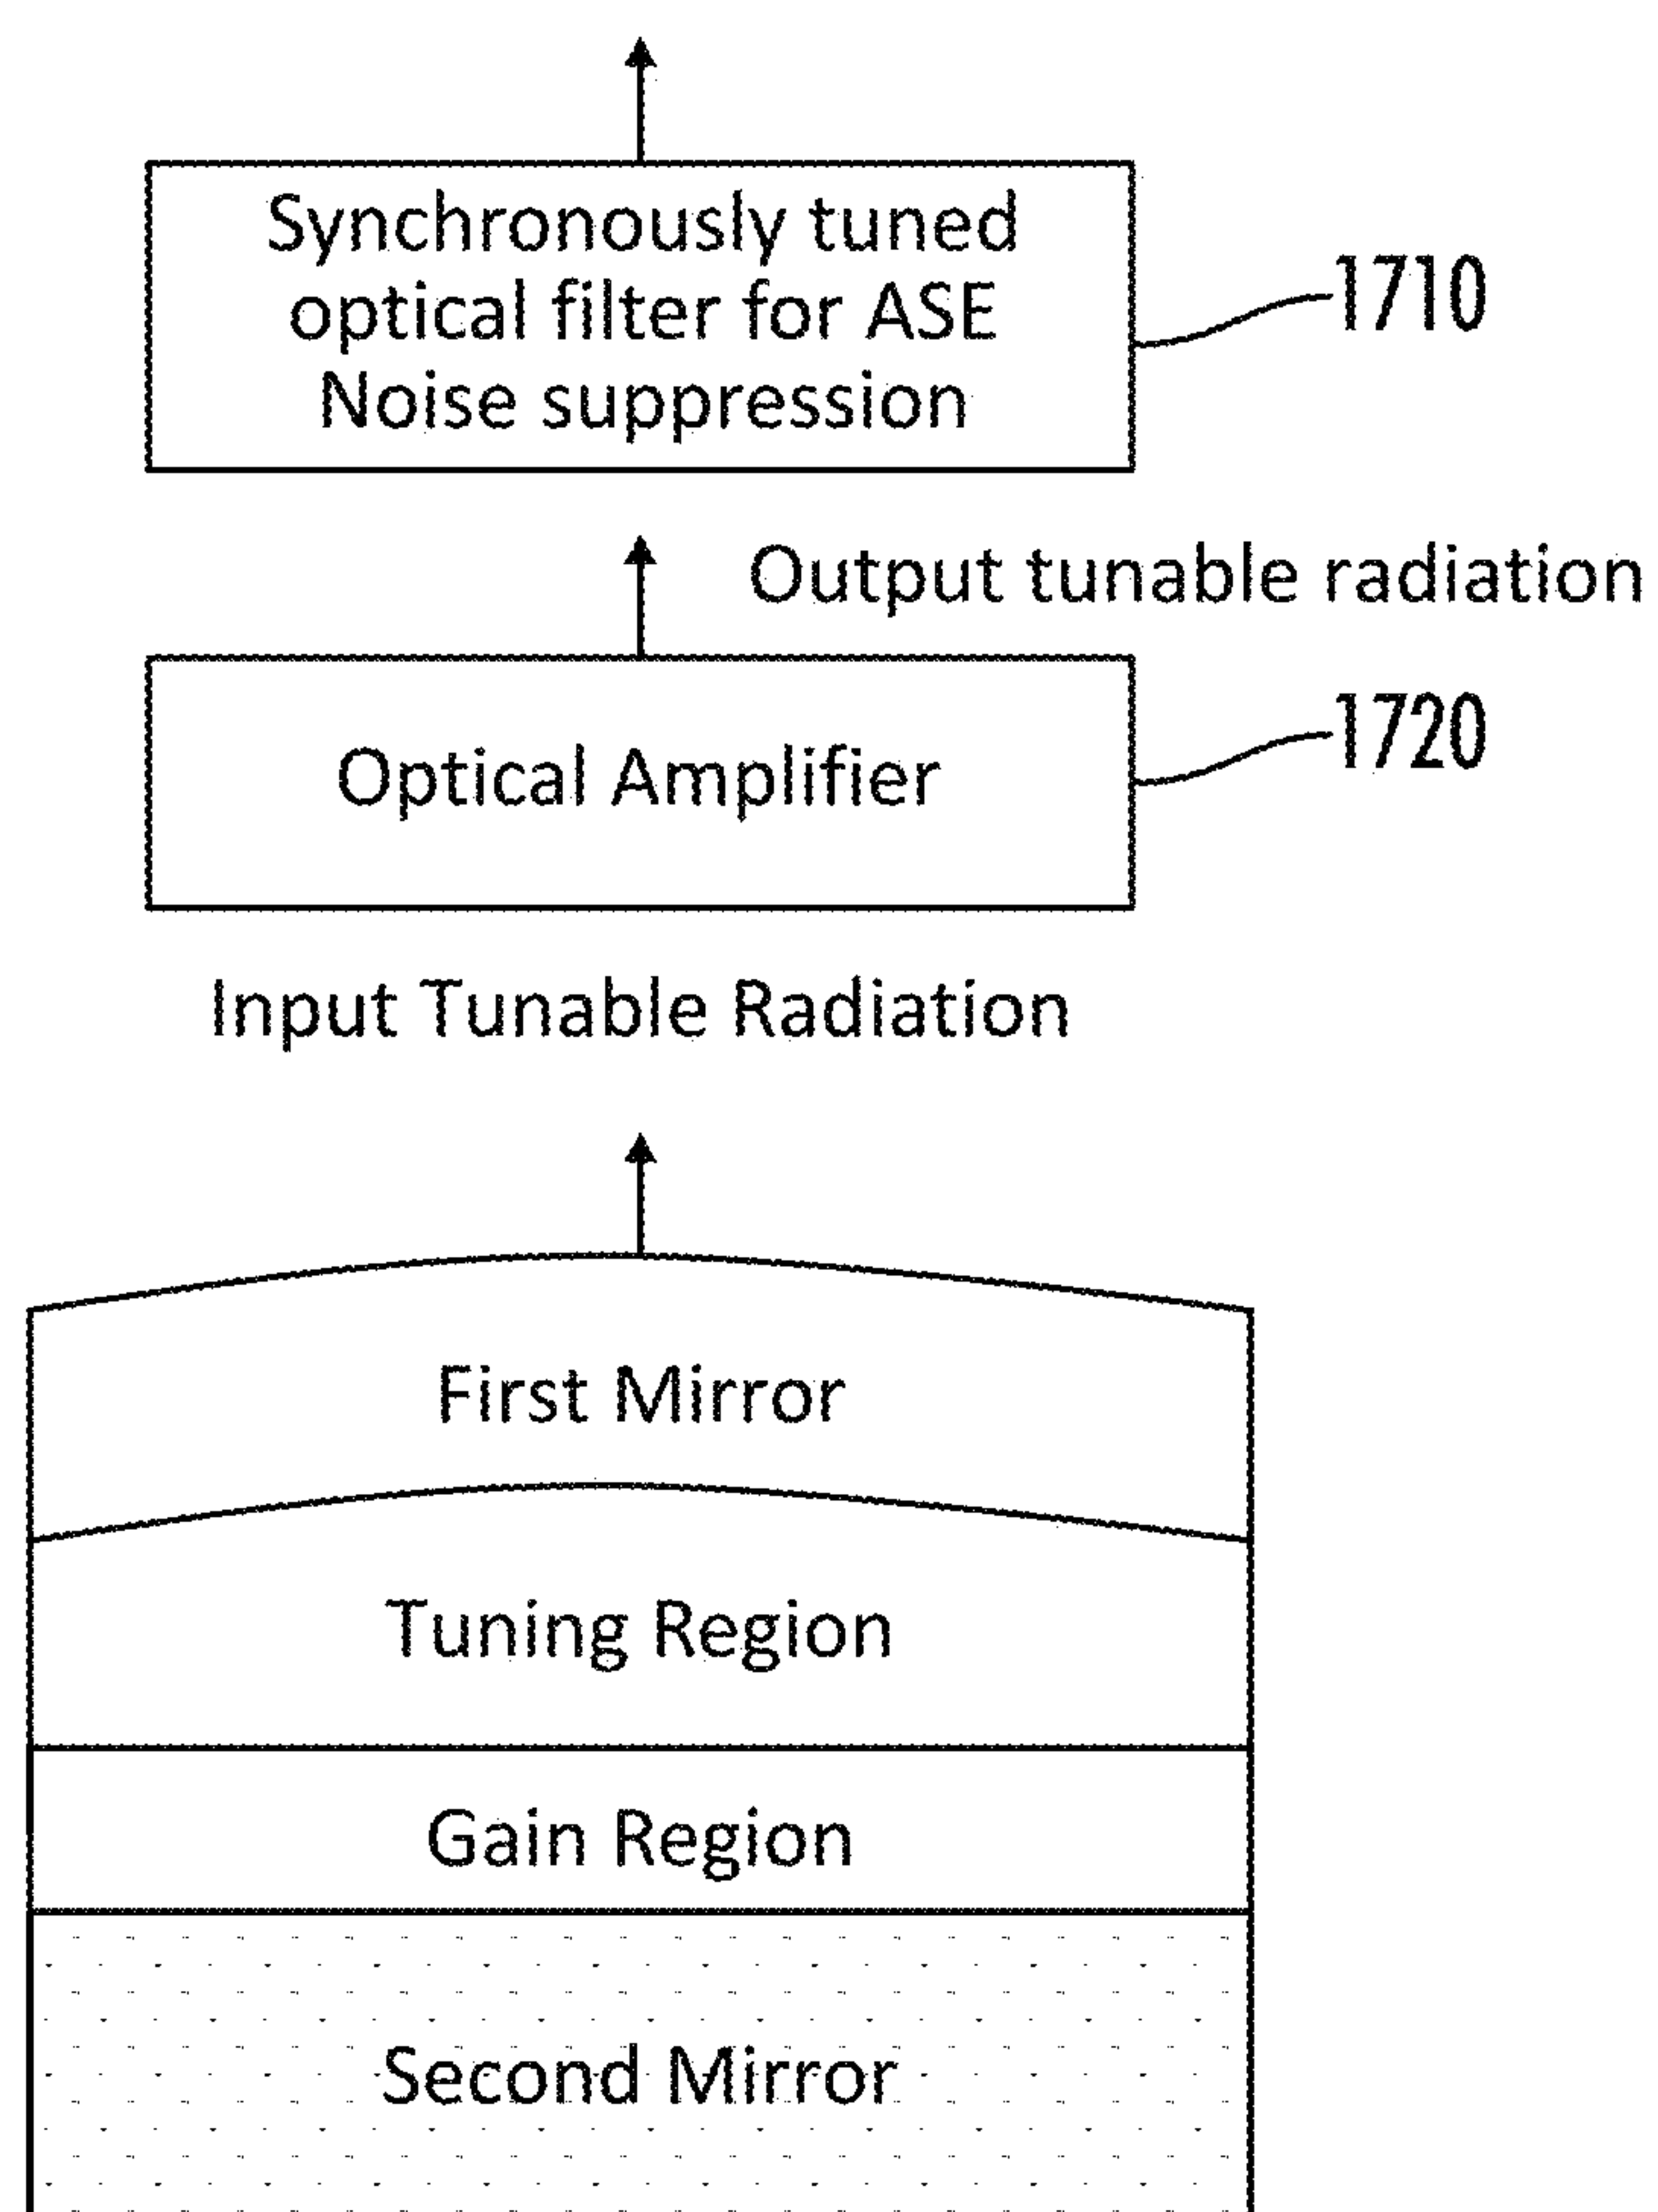 Synchronously tuned
optical filter for ASE
Noise suppression
1710
Output tunable radiation
Optical Amplifier
1720
Input Tunable Radiation
First Mirror
Tuning Region
Gain Region
Second Mirror